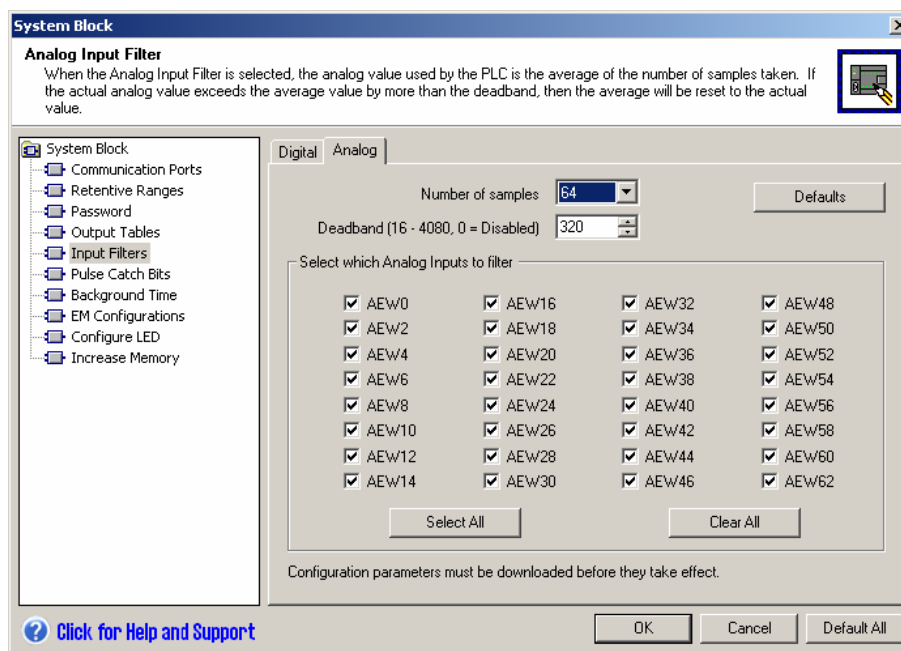 System Block
Analog Input Filter
When the Analog Input Filter is selected, the analog value used by the PLC is the average of the number of samples taken. If
the actual analog value exceeds the average value by more than the deadband, then the average will be reset to the actual
value.
System Block
Communication Ports
Retentive Ranges
Password
Output Tables
Input Filters
Pulse Catch Bits
Background Time
EM Configurations
Configure LED
Increase Memory
Digital Analog
Number of samples 64 Defaults
Deadband (16 - 4080, 0 = Disabled) 320
Select which Analog Inputs to filter
AEW0 AEW16 AEW32 AEW48
AEW2 AEW18 AEW34 AEW50
AEW4 AEW20 AEW36 AEW52
AEW6 AEW22 AEW38 AEW54
AEW8 AEW24 AEW40 AEW56
AEW10 AEW26 AEW42 AEW58
AEW12 AEW28 AEW44 AEW60
AEW14 AEW30 AEW46 AEW62
Select All Clear All
Configuration parameters must be downloaded before they take effect.
? Click for Help and Support OK Cancel Default All